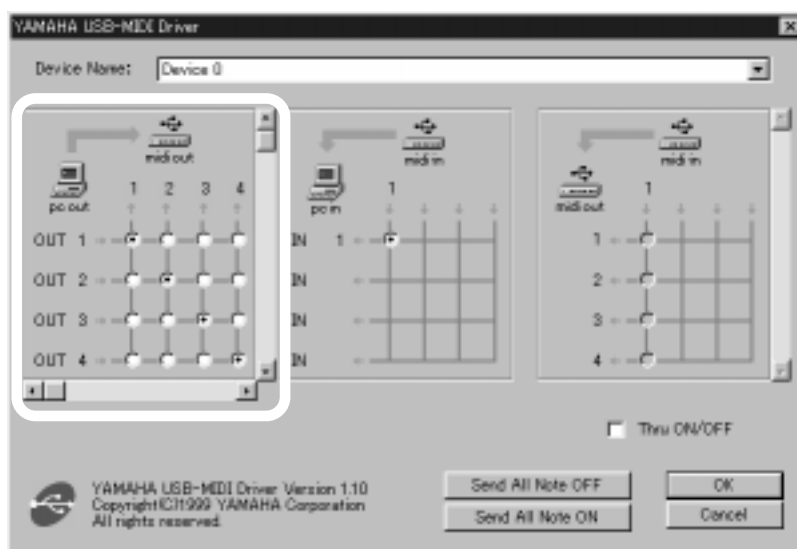 YAMAHA USB-MIDI Driver
Device Name: Device 0
midi out
pc out
1 2 3 4
OUT 1
OUT 2
OUT 3
OUT 4
midi in
pc in
1
IN 1
IN
IN
IN
midi in
midi out
1
1
2
3
4
Thru ON/OFF
YAMAHA USB-MIDI Driver Version 1.10
Copyright(C)1999 YAMAHA Corporation
All rights reserved.
Send All Note OFF
Send All Note ON
OK
Cancel